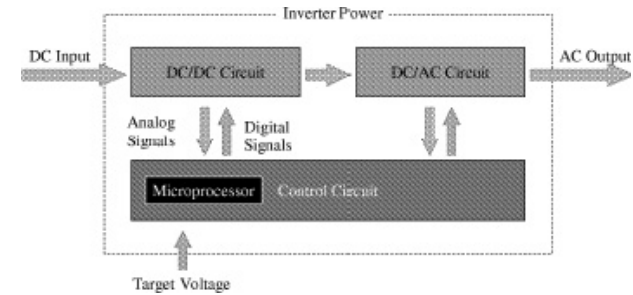 Inverter Power
DC Input
DC/DC Circuit
DC/AC Circuit
AC Output
Analog
Signals
Digital
Signals
Microprocessor
Control Circuit
Target Voltage